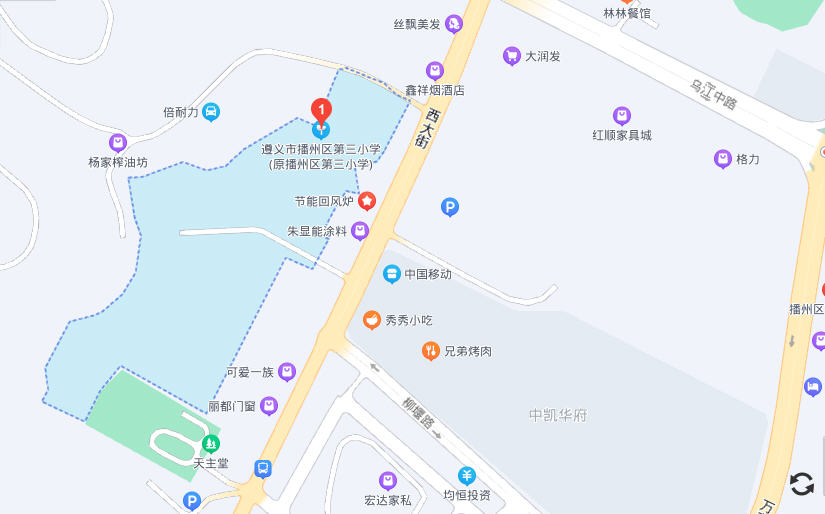 林林餐馆
丝飘美发
大润发
鑫祥烟酒店
乌江中路
倍耐力
1
西大街
红顺家具城
遵义市播州区第三小学
(原播州区第三小学)
杨家榨油坊
格力
节能回风炉
P
朱显能涂料
中国移动
播州区
秀秀小吃
兄弟烤肉
可爱一族
丽都门窗
柳堰路
中凯华府
天主堂
P
宏达家私
均恒投资
万